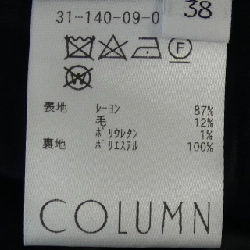 31-140-09-0
38
F
W
表地 レーヨン 87%
毛 12%
ポリウレタン 1%
裏地 ポリエステル 100%
COLUMN